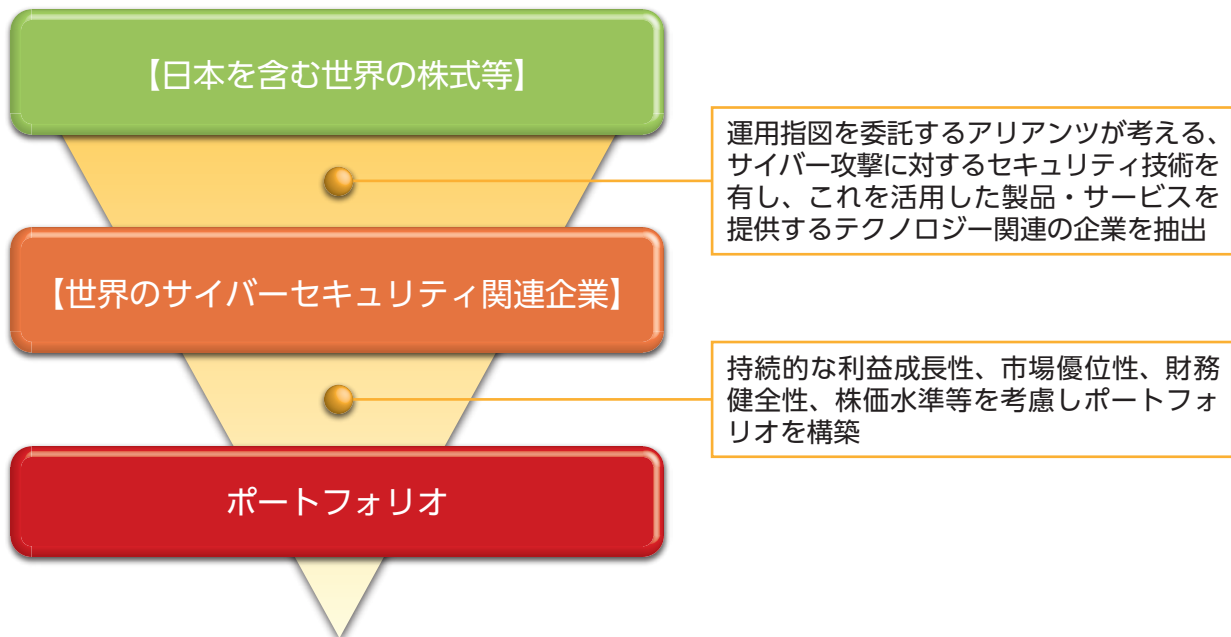 【日本を含む世界の株式等】
運用指図を委託するアリアンツが考える、
サイバー攻撃に対するセキュリティ技術を
有し、これを活用した製品・サービスを
提供するテクノロジー関連の企業を抽出
【世界のサイバーセキュリティ関連企業】
持続的な利益成長性、市場優位性、財務
健全性、株価水準等を考慮しポートフォ
リオを構築
ポートフォリオ